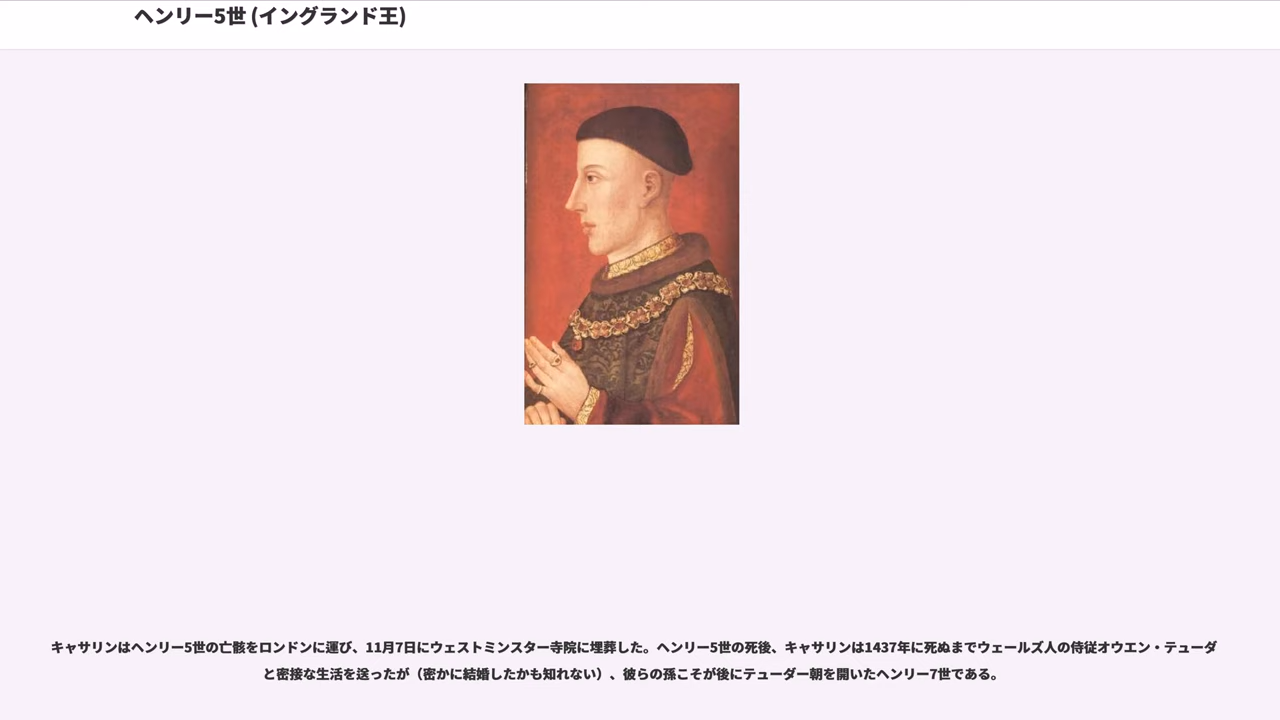 ヘンリー5世 (イングランド王)
キャサリンはヘンリー5世の亡骸をロンドンに運び、11月7日にウェストミンスター寺院に埋葬した。ヘンリー5世の死後、キャサリンは1437年に死ぬまでウェールズ人の侍従オウエン・テューダ
と密接な生活を送ったが（密かに結婚したかも知れない）、彼らの孫こそが後にテューダー朝を開いたヘンリー7世である。